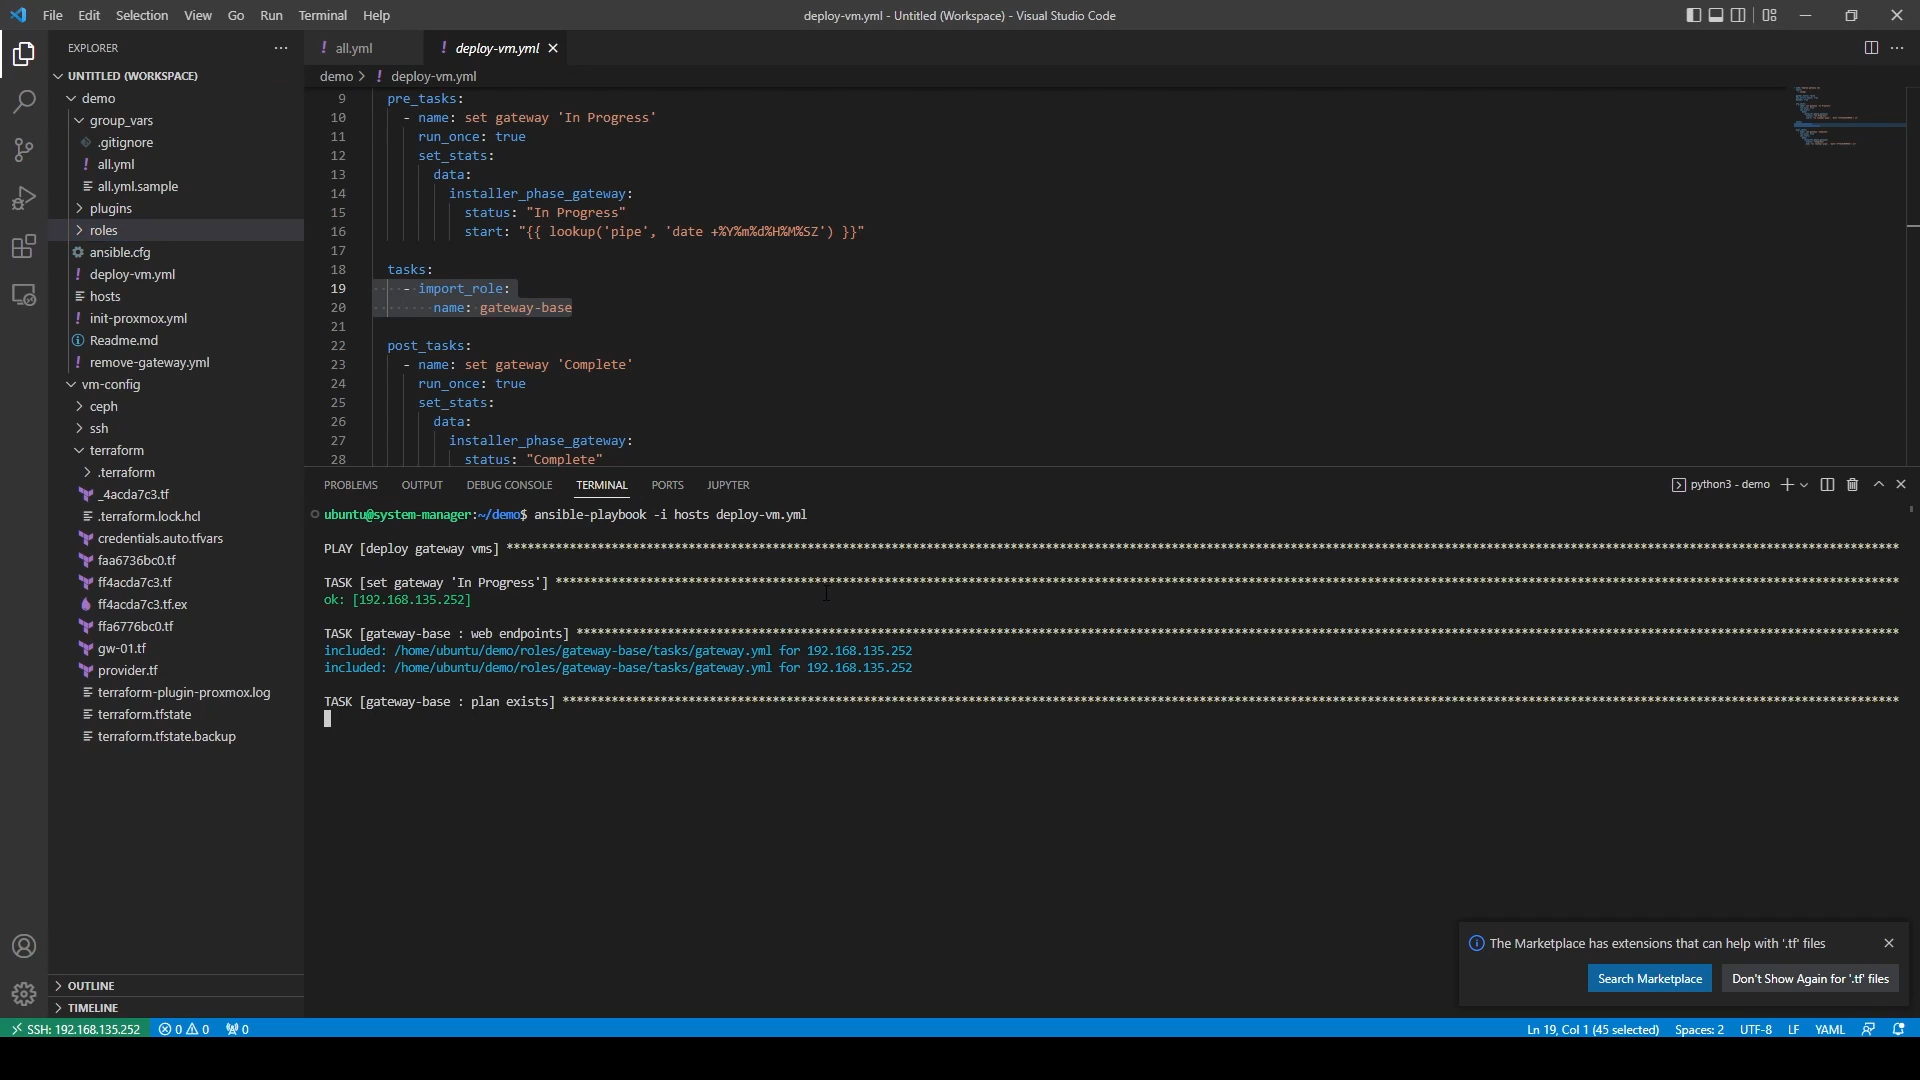 File Edit Selection View Go Run Terminal Help
deploy-vm.yml - Untitled (Workspace) - Visual Studio Code
EXPLORER
UNTITLED (WORKSPACE)
demo
group_vars
.gitignore
all.yml
all.yml.sample
plugins
roles
ansible.cfg
deploy-vm.yml
hosts
init-proxmox.yml
Readme.md
remove-gateway.yml
vm-config
ceph
ssh
terraform
.terraform
_4acda7c3.tf
.terraform.lock.hcl
credentials.auto.tfvars
faa6736bc0.tf
ff4acda7c3.tf
ff4acda7c3.tf.ex
ffa6776bc0.tf
gw-01.tf
provider.tf
terraform-plugin-proxmox.log
terraform.tfstate
terraform.tfstate.backup
OUTLINE
TIMELINE
! all.yml
! deploy-vm.yml
demo > ! deploy-vm.yml
9 pre_tasks:
10 - name: set gateway 'In Progress'
11 run_once: true
12 set_stats:
13 data:
14 installer_phase_gateway:
15 status: "In Progress"
16 start: "{{ lookup('pipe', 'date +%Y%m%d%H%M%SZ') }}"
17
18 tasks:
19 - import_role:
20 name: gateway-base
21
22 post_tasks:
23 - name: set gateway 'Complete'
24 run_once: true
25 set_stats:
26 data:
27 installer_phase_gateway:
28 status: "Complete"
PROBLEMS OUTPUT DEBUG CONSOLE TERMINAL PORTS JUPYTER
python3 - demo
ubuntu@system-manager:~/demo$ ansible-playbook -i hosts deploy-vm.yml
PLAY [deploy gateway vms] ****
TASK [set gateway 'In Progress'] ****
ok: [192.168.135.252]
TASK [gateway-base : web endpoints] ****
included: /home/ubuntu/demo/roles/gateway-base/tasks/gateway.yml for 192.168.135.252
included: /home/ubuntu/demo/roles/gateway-base/tasks/gateway.yml for 192.168.135.252
TASK [gateway-base : plan exists] ****
The Marketplace has extensions that can help with '.tf' files
Search Marketplace
Don't Show Again for '.tf' files
SSH: 192.168.135.252 0 0 0
Ln 19, Col 1 (45 selected) Spaces: 2 UTF-8 LF YAML